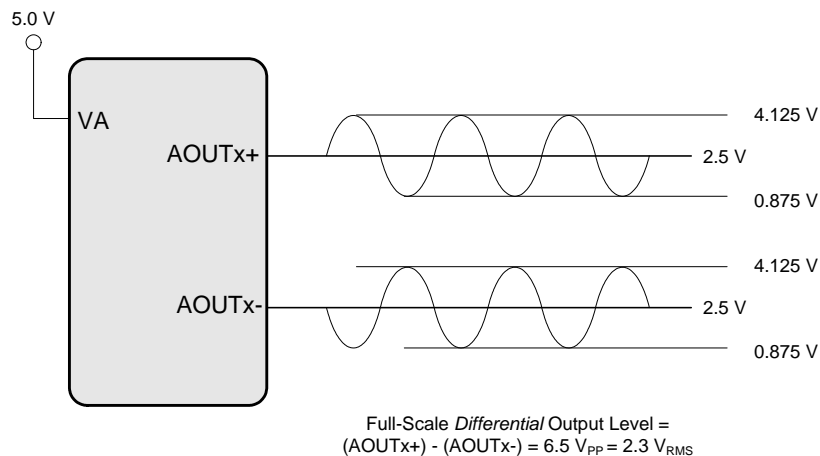 5.0 V
VA
4.125 V
AOUTx+
2.5 V
0.875 V
4.125 V
AOUTx-
2.5 V
0.875 V
Full-Scale Differential Output Level =
(AOUTx+) - (AOUTx-) = 6.5 VPP = 2.3 VRMS